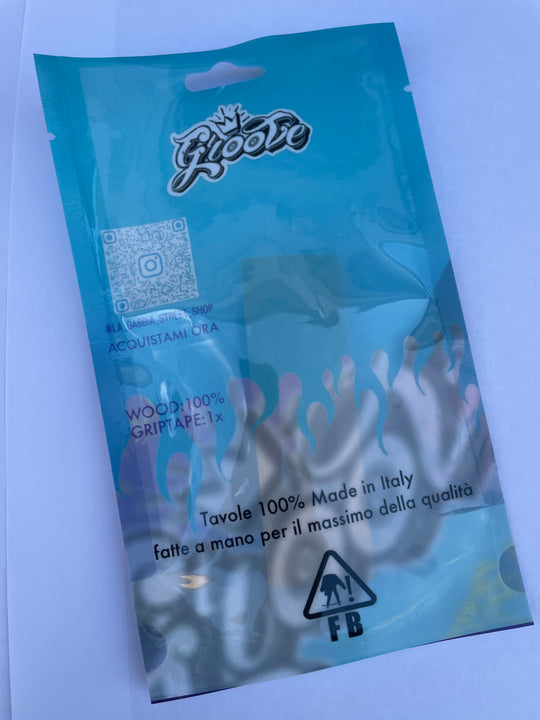 Groove
@LA_GABBIA_STREET_SHOP
ACQUISTAMI ORA
WOOD:100%
GRIPTAPE:1x
Tavole 100% Made in Italy
fatte a mano per il massimo della qualità
!
FB